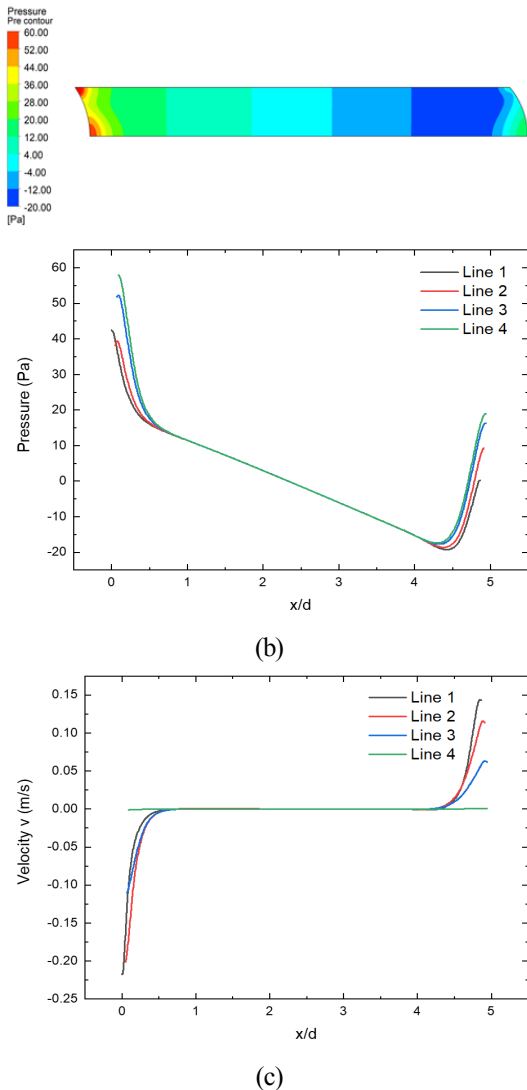 Pressure
Pre contour
60.00
52.00
44.00
36.00
28.00
20.00
12.00
4.00
-4.00
-12.00
-20.00
[Pa]
60
50
40
30
20
10
0
-10
-20
Pressure (Pa)
Line 1
Line 2
Line 3
Line 4
0 1 2 3 4 5
x/d
(b)
0.15
0.10
0.05
0.00
-0.05
-0.10
-0.15
-0.20
-0.25
Velocity v (m/s)
Line 1
Line 2
Line 3
Line 4
0 1 2 3 4 5
x/d
(c)